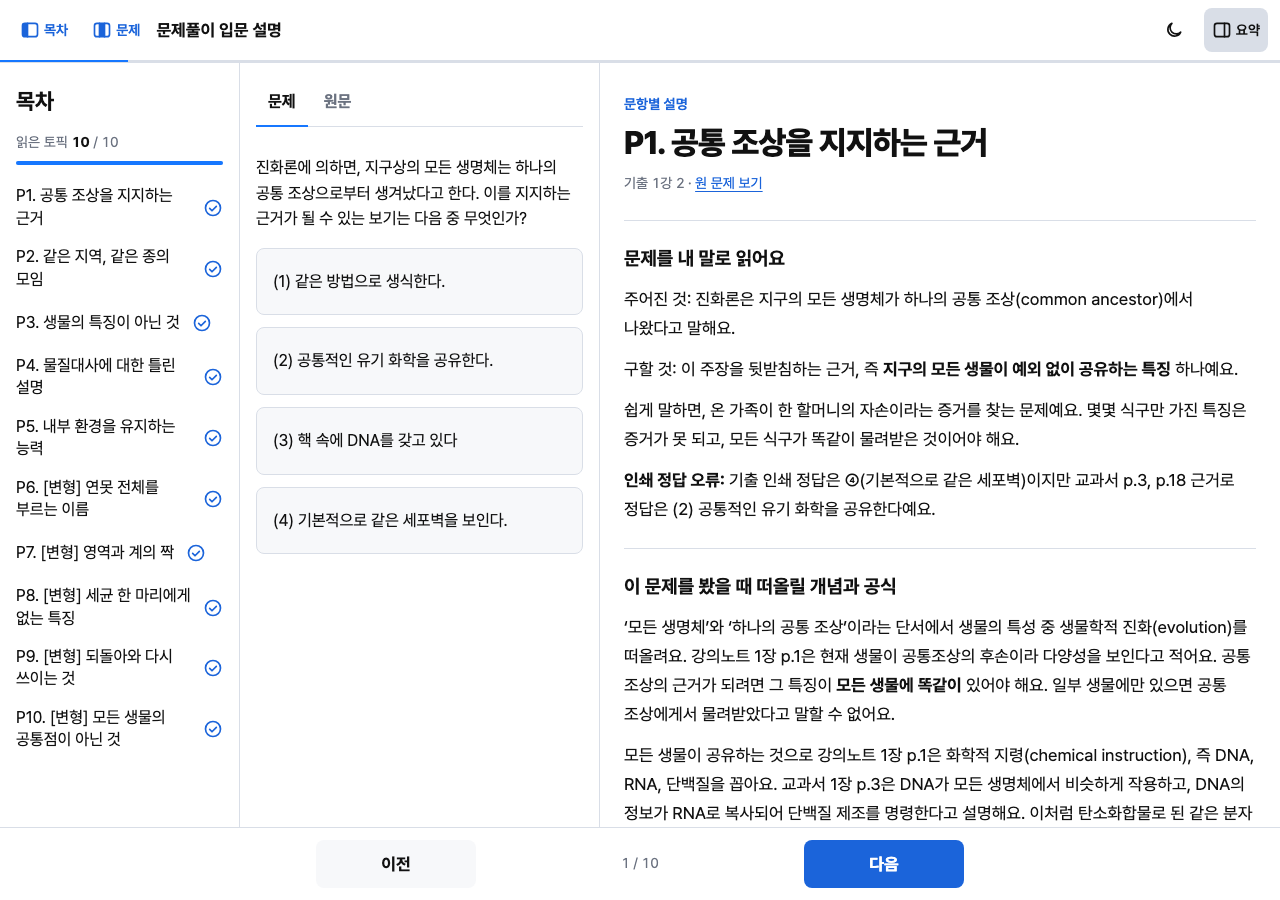 목차
문제
문제풀이 입문 설명
요약
목차
읽은 토픽 10 / 10
P1. 공통 조상을 지지하는
근거
P2. 같은 지역, 같은 종의
모임
P3. 생물의 특징이 아닌 것
P4. 물질대사에 대한 틀린
설명
P5. 내부 환경을 유지하는
능력
P6. [변형] 연못 전체를
부르는 이름
P7. [변형] 영역과 계의 짝
P8. [변형] 세균 한 마리에게
없는 특징
P9. [변형] 되돌아와 다시
쓰이는 것
P10. [변형] 모든 생물의
공통점이 아닌 것
문제
원문
진화론에 의하면, 지구상의 모든 생명체는 하나의
공통 조상으로부터 생겨났다고 한다. 이를 지지하는
근거가 될 수 있는 보기는 다음 중 무엇인가?
(1) 같은 방법으로 생식한다.
(2) 공통적인 유기 화학을 공유한다.
(3) 핵 속에 DNA를 갖고 있다
(4) 기본적으로 같은 세포벽을 보인다.
문항별 설명
P1. 공통 조상을 지지하는 근거
기출 1강 2 · 원 문제 보기
문제를 내 말로 읽어요
주어진 것: 진화론은 지구의 모든 생명체가 하나의 공통 조상(common ancestor)에서
나왔다고 말해요.
구할 것: 이 주장을 뒷받침하는 근거, 즉 지구의 모든 생물이 예외 없이 공유하는 특징 하나예요.
쉽게 말하면, 온 가족이 한 할머니의 자손이라는 증거를 찾는 문제예요. 몇몇 식구만 가진 특징은
증거가 못 되고, 모든 식구가 똑같이 물려받은 것이어야 해요.
인쇄 정답 오류: 기출 인쇄 정답은 ④(기본적으로 같은 세포벽)이지만 교과서 p.3, p.18 근거로
정답은 (2) 공통적인 유기 화학을 공유한다예요.
이 문제를 봤을 때 떠올릴 개념과 공식
‘모든 생명체’와 ‘하나의 공통 조상’이라는 단서에서 생물의 특성 중 생물학적 진화(evolution)를
떠올려요. 강의노트 1장 p.1은 현재 생물이 공통조상의 후손이라 다양성을 보인다고 적어요. 공통
조상의 근거가 되려면 그 특징이 모든 생물에 똑같이 있어야 해요. 일부 생물에만 있으면 공통
조상에게서 물려받았다고 말할 수 없어요.
모든 생물이 공유하는 것으로 강의노트 1장 p.1은 화학적 지령(chemical instruction), 즉 DNA,
RNA, 단백질을 꼽아요. 교과서 1장 p.3은 DNA가 모든 생명체에서 비슷하게 작용하고, DNA의
정보가 RNA로 복사되어 단백질 제조를 명령한다고 설명해요. 이처럼 탄소화합물로 된 같은 분자
이전
1 / 10
다음